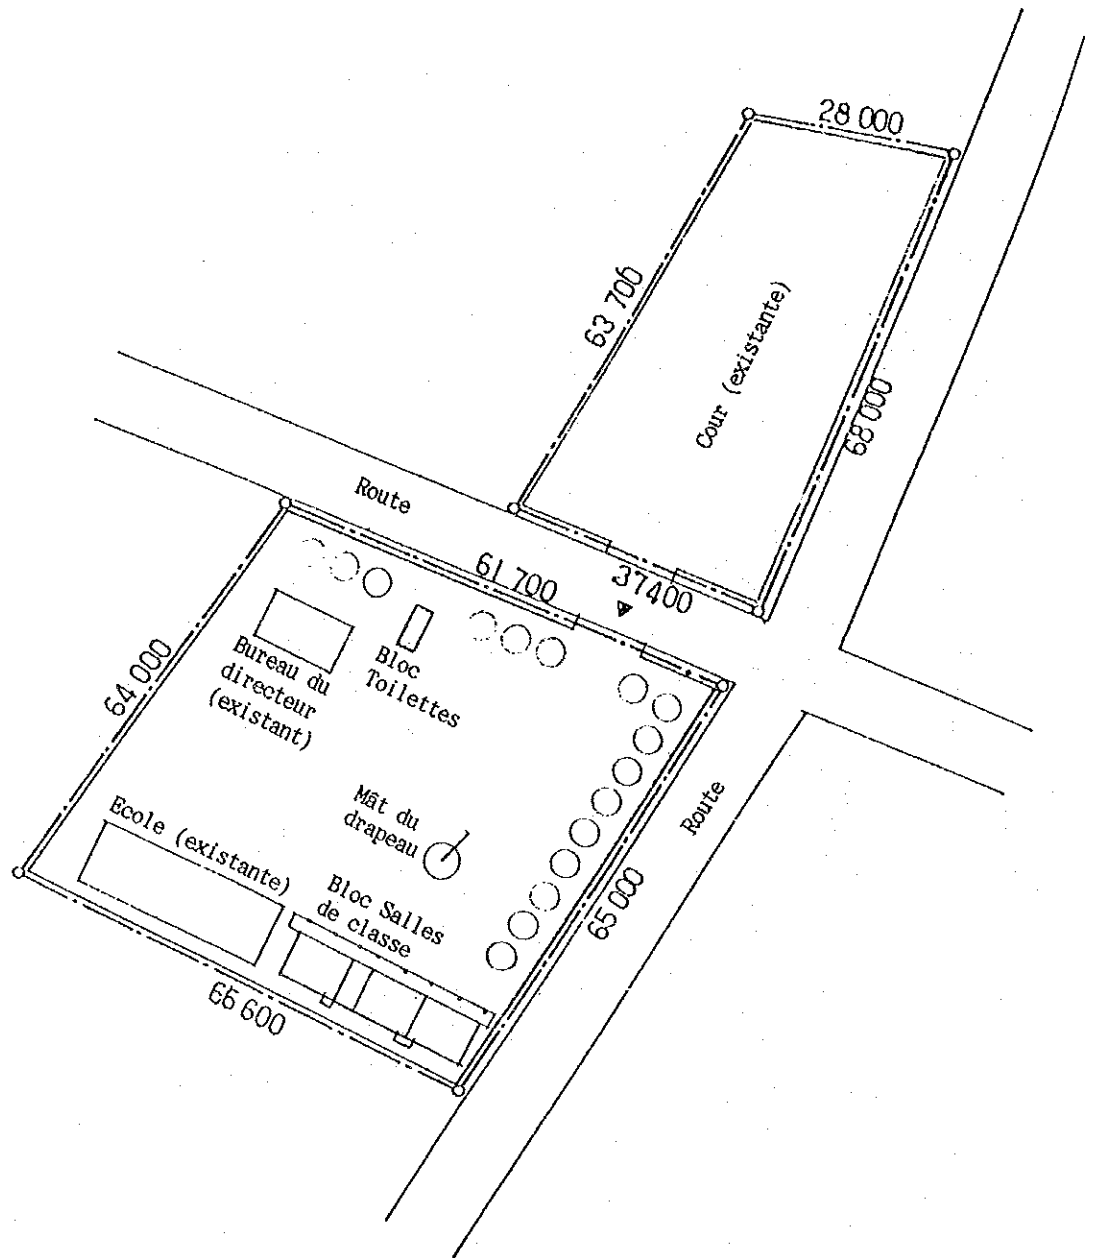 28 000
63 700
Cour (existante)
68 000
Route
61 700
37400
64 000
Bureau du
directeur
(existant)
Bloc
Toilettes
Mât du
drapeau
Route
Ecole (existante)
Bloc Salles
de classe
65 000
65 600